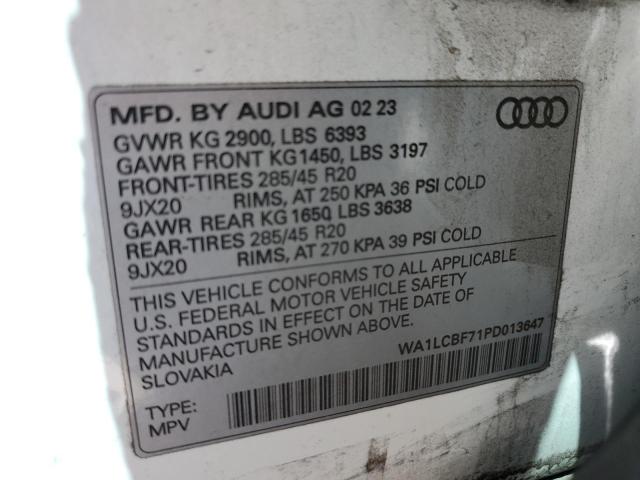 MFD. BY AUDI AG 02 23
GVWR KG 2900, LBS 6393
GAWR FRONT KG1450, LBS 3197
FRONT-TIRES 285/45 R20
9JX20 RIMS, AT 250 KPA 36 PSI COLD
GAWR REAR KG 1650 LBS 3638
REAR-TIRES 285/45 R20
9JX20 RIMS, AT 270 KPA 39 PSI COLD
THIS VEHICLE CONFORMS TO ALL APPLICABLE
U.S. FEDERAL MOTOR VEHICLE SAFETY
STANDARDS IN EFFECT ON THE DATE OF
MANUFACTURE SHOWN ABOVE.
SLOVAKIA
WA1LCBF71PD013647
TYPE:
MPV